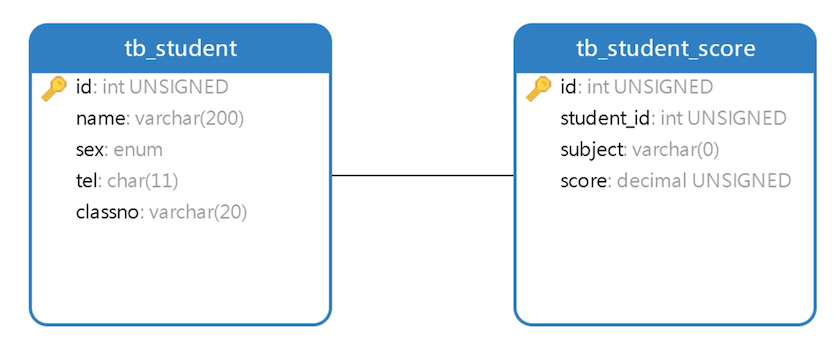 tb_student
id: int UNSIGNED
name: varchar(200)
sex: enum
tel: char(11)
classno: varchar(20)
tb_student_score
id: int UNSIGNED
student_id: int UNSIGNED
subject: varchar(0)
score: decimal UNSIGNED